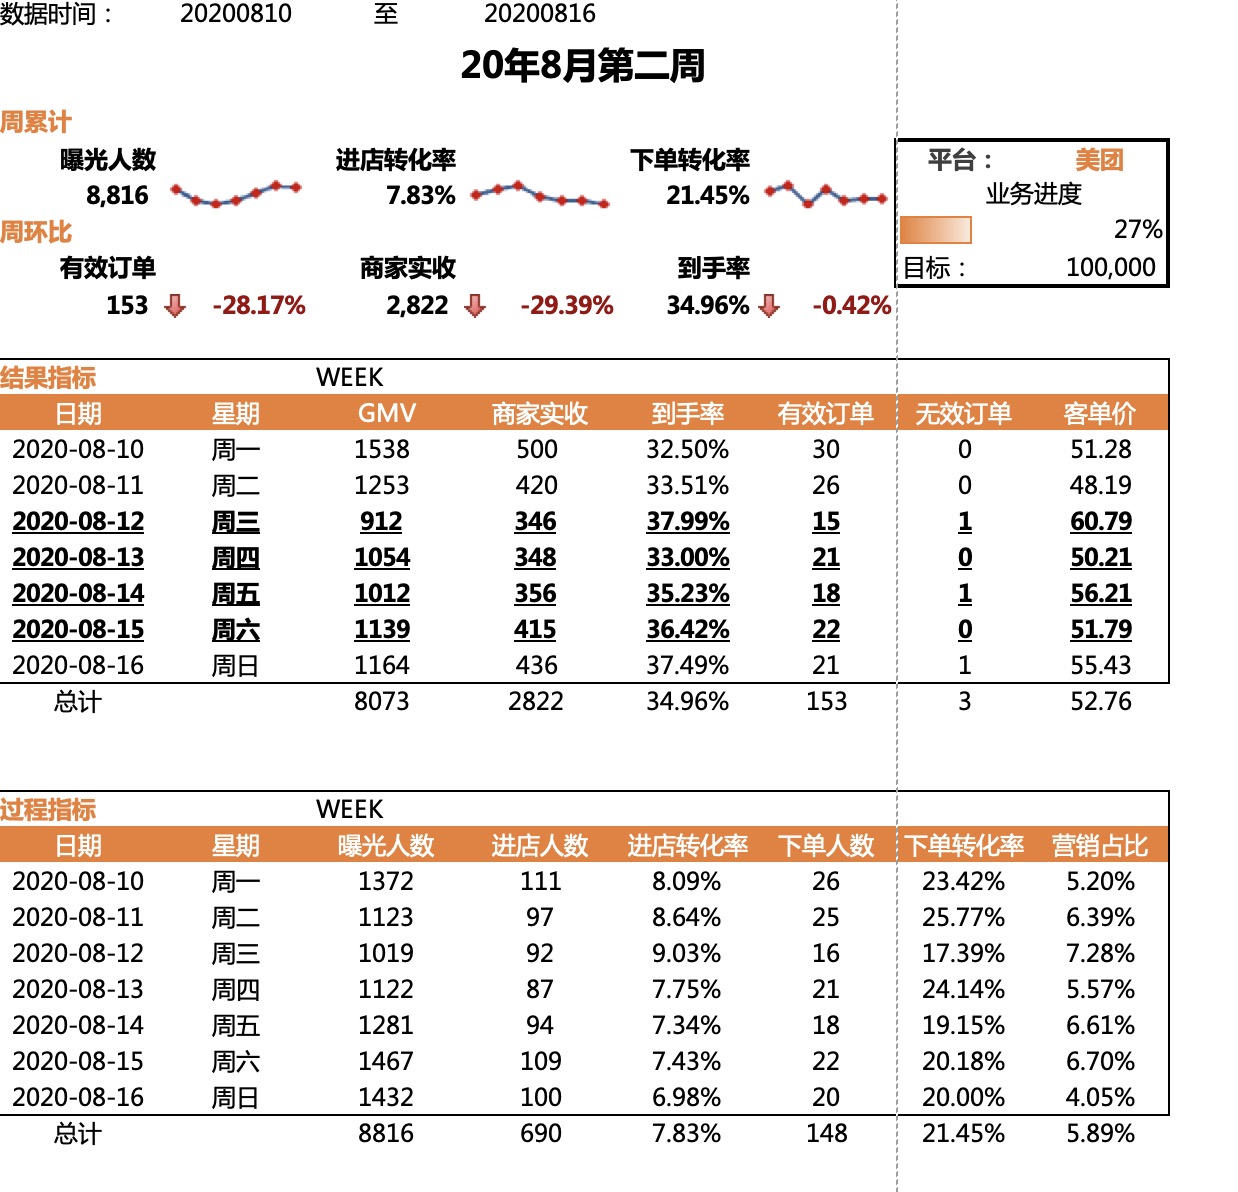 数据时间： 20200810 至 20200816
20年8月第二周
周累计
曝光人数 进店转化率 下单转化率 平台： 美团
8,816 7.83% 21.45% 业务进度
周环比 27%
有效订单 商家实收 到手率 目标： 100,000
153 -28.17% 2,822 -29.39% 34.96% -0.42%
结果指标 WEEK
日期 星期 GMV 商家实收 到手率 有效订单 无效订单 客单价
2020-08-10 周一 1538 500 32.50% 30 0 51.28
2020-08-11 周二 1253 420 33.51% 26 0 48.19
2020-08-12 周三 912 346 37.99% 15 1 60.79
2020-08-13 周四 1054 348 33.00% 21 0 50.21
2020-08-14 周五 1012 356 35.23% 18 1 56.21
2020-08-15 周六 1139 415 36.42% 22 0 51.79
2020-08-16 周日 1164 436 37.49% 21 1 55.43
总计 8073 2822 34.96% 153 3 52.76
过程指标 WEEK
日期 星期 曝光人数 进店人数 进店转化率 下单人数 下单转化率 营销占比
2020-08-10 周一 1372 111 8.09% 26 23.42% 5.20%
2020-08-11 周二 1123 97 8.64% 25 25.77% 6.39%
2020-08-12 周三 1019 92 9.03% 16 17.39% 7.28%
2020-08-13 周四 1122 87 7.75% 21 24.14% 5.57%
2020-08-14 周五 1281 94 7.34% 18 19.15% 6.61%
2020-08-15 周六 1467 109 7.43% 22 20.18% 6.70%
2020-08-16 周日 1432 100 6.98% 20 20.00% 4.05%
总计 8816 690 7.83% 148 21.45% 5.89%